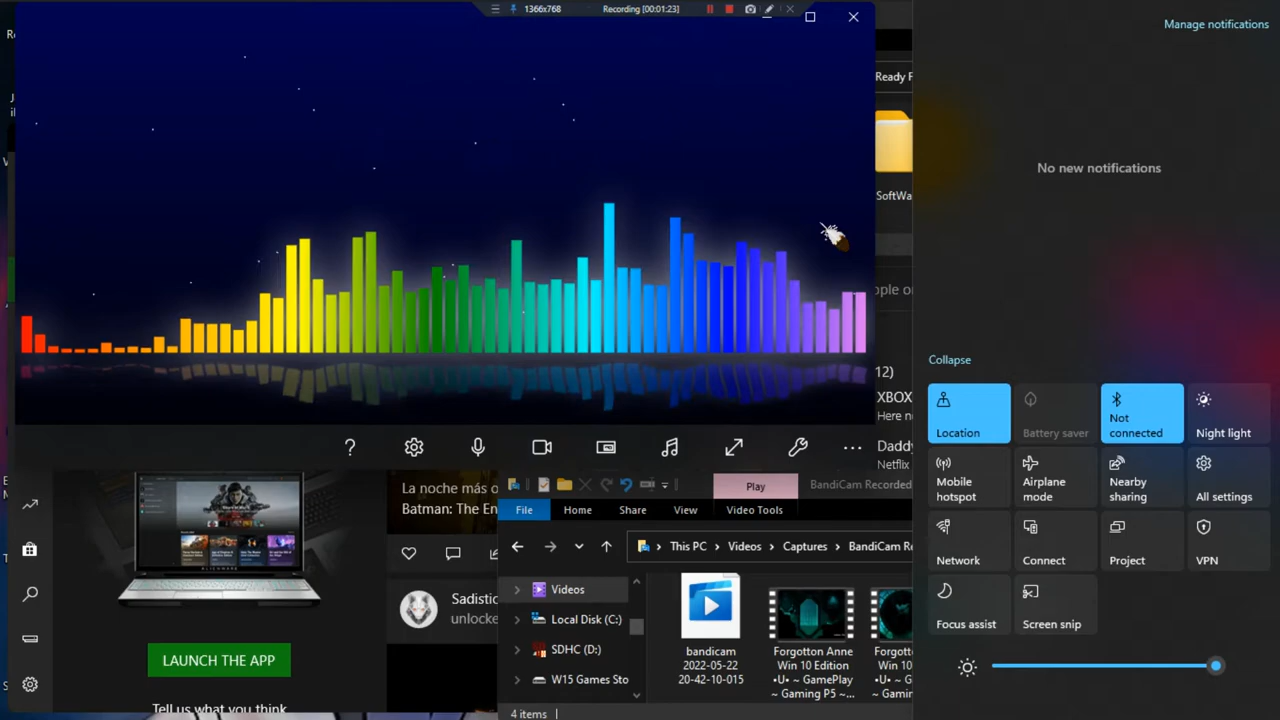 1366x768
Recording [00:01:23]
Manage notifications
Ready F
SoftWa
No new notifications
ople o
Collapse
12)
XBOX
Here n
Daddy
Netflix
Location
Battery saver
Not
connected
Night light
Mobile
hotspot
Airplane
mode
Nearby
sharing
All settings
Network
Connect
Project
VPN
Focus assist
Screen snip
La noche más o
Batman: The En
Play
BandiCam Recorded
File
Home
Share
View
Video Tools
This PC
Videos
Captures
BandiCam R
Videos
Local Disk (C:)
SDHC (D:)
W15 Games Sto
Sadistic
unlocke
bandicam
2022-05-22
20-42-10-015
Forgotton Anne
Win 10 Edition
•U• ~ GamePlay
~ Gaming P5 ~...
Forg
Win 10
•U• ~
~ Gam
LAUNCH THE APP
Tell us what you think
4 items